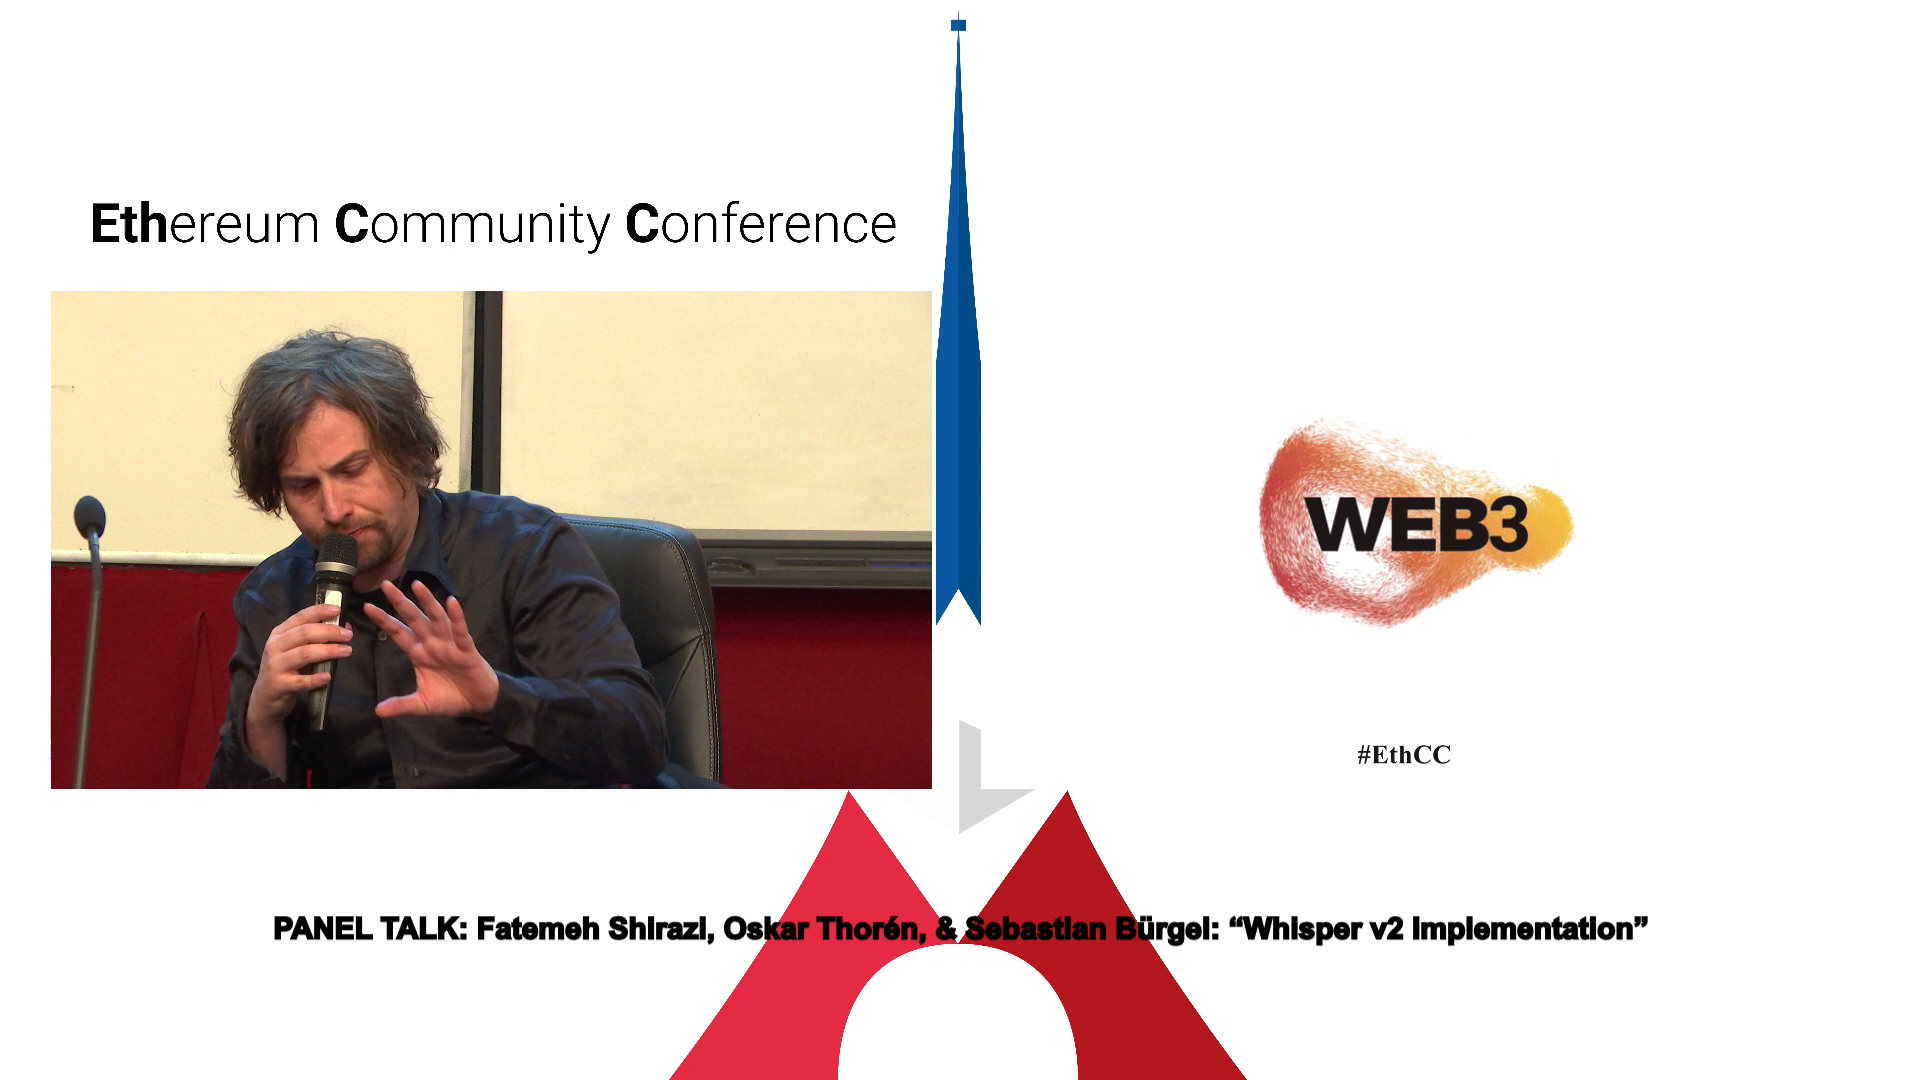 Ethereum Community Conference
WEB3
#EthCC
PANEL TALK: Fatemeh Shirazi, Oskar Thorén, & Sebastian Bürgel: “Whisper v2 Implementation”